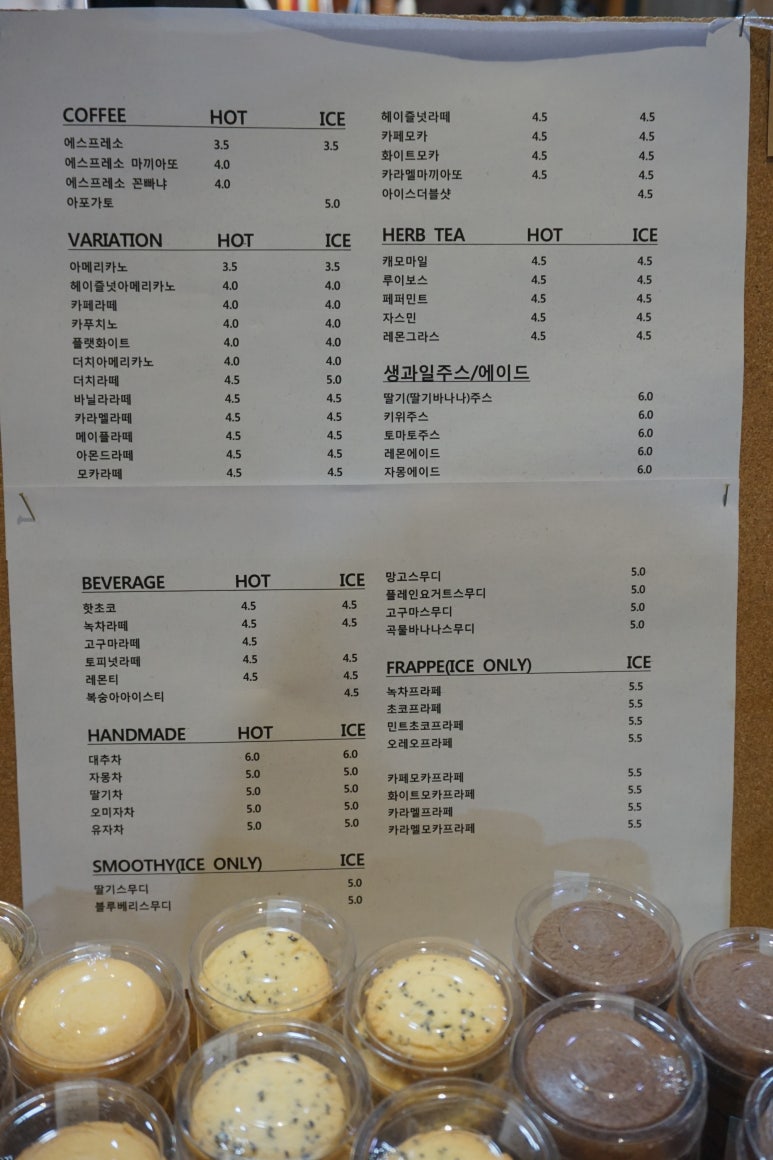 COFFEE HOT ICE
에스프레소 3.5 3.5
에스프레소 마끼아또 4.0
에스프레소 꼰빠냐 4.0
아포가토 5.0
VARIATION HOT ICE
아메리카노 3.5 3.5
헤이즐넛아메리카노 4.0 4.0
카페라떼 4.0 4.0
카푸치노 4.0 4.0
플랫화이트 4.0 4.0
더치아메리카노 4.0 4.0
더치라떼 4.5 5.0
바닐라라떼 4.5 4.5
카라멜라떼 4.5 4.5
메이플라떼 4.5 4.5
아몬드라떼 4.5 4.5
모카라떼 4.5 4.5
헤이즐넛라떼 4.5 4.5
카페모카 4.5 4.5
화이트모카 4.5 4.5
카라멜마끼아또 4.5 4.5
아이스더블샷 4.5
HERB TEA HOT ICE
캐모마일 4.5 4.5
루이보스 4.5 4.5
페퍼민트 4.5 4.5
자스민 4.5 4.5
레몬그라스 4.5 4.5
생과일주스/에이드
딸기(딸기바나나)주스 6.0
키위주스 6.0
토마토주스 6.0
레몬에이드 6.0
자몽에이드 6.0
BEVERAGE HOT ICE
핫초코 4.5 4.5
녹차라떼 4.5 4.5
고구마라떼 4.5
토피넛라떼 4.5 4.5
레몬티 4.5 4.5
복숭아아이스티 4.5
HANDMADE HOT ICE
대추차 6.0 6.0
자몽차 5.0 5.0
딸기차 5.0 5.0
오미자차 5.0 5.0
유자차 5.0 5.0
SMOOTHY(ICE ONLY) ICE
딸기스무디 5.0
블루베리스무디 5.0
망고스무디 5.0
플레인요거트스무디 5.0
고구마스무디 5.0
곡물바나나스무디 5.0
FRAPPE(ICE ONLY) ICE
녹차프라페 5.5
초코프라페 5.5
민트초코프라페 5.5
오레오프라페 5.5
카페모카프라페 5.5
화이트모카프라페 5.5
카라멜프라페 5.5
카라멜모카프라페 5.5